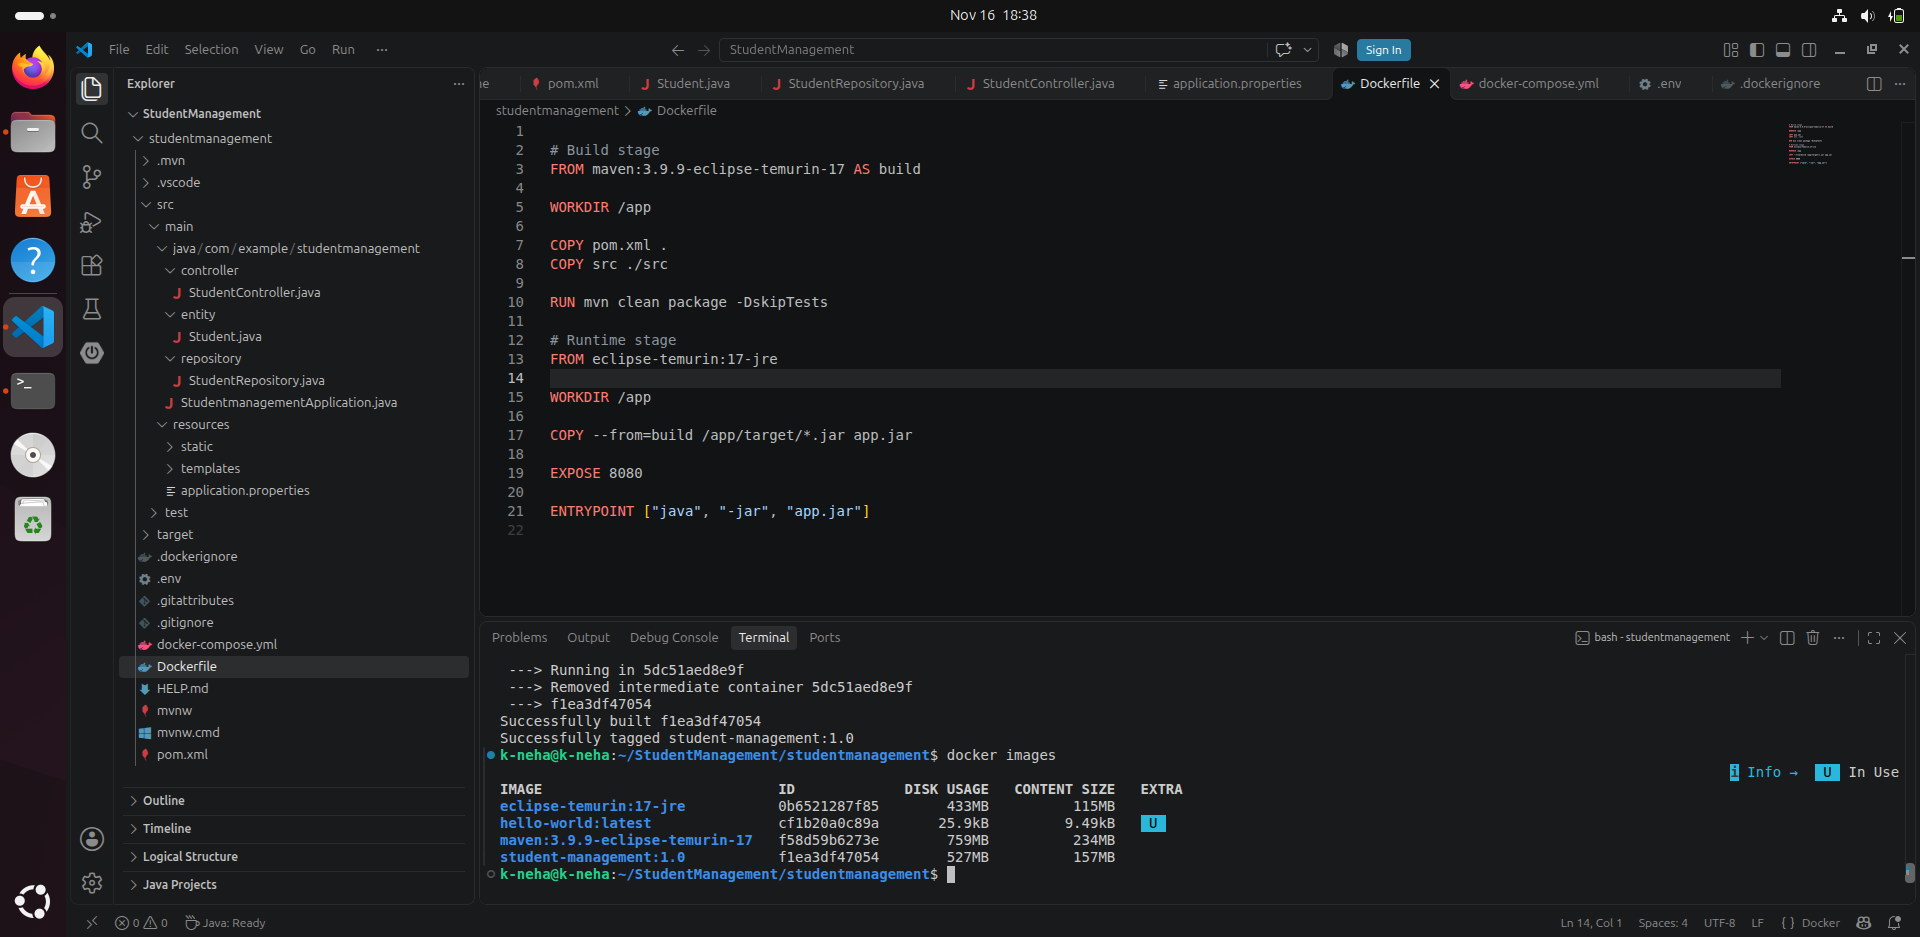 Nov 16 18:38
File Edit Selection View Go Run ···
StudentManagement
Sign In
Explorer
StudentManagement
studentmanagement
.mvn
.vscode
src
main
java/com/example/studentmanagement
controller
StudentController.java
entity
Student.java
repository
StudentRepository.java
StudentmanagementApplication.java
resources
static
templates
application.properties
test
target
.dockerignore
.env
.gitattributes
.gitignore
docker-compose.yml
Dockerfile
HELP.md
mvnw
mvnw.cmd
pom.xml
Outline
Timeline
Logical Structure
Java Projects
ne pom.xml Student.java StudentRepository.java StudentController.java application.properties Dockerfile docker-compose.yml .env .dockerignore
studentmanagement > Dockerfile
1
2 # Build stage
3 FROM maven:3.9.9-eclipse-temurin-17 AS build
4
5 WORKDIR /app
6
7 COPY pom.xml .
8 COPY src ./src
9
10 RUN mvn clean package -DskipTests
11
12 # Runtime stage
13 FROM eclipse-temurin:17-jre
14
15 WORKDIR /app
16
17 COPY --from=build /app/target/*.jar app.jar
18
19 EXPOSE 8080
20
21 ENTRYPOINT ["java", "-jar", "app.jar"]
22
Problems Output Debug Console Terminal Ports
bash - studentmanagement
---> Running in 5dc51aed8e9f
---> Removed intermediate container 5dc51aed8e9f
---> f1ea3df47054
Successfully built f1ea3df47054
Successfully tagged student-management:1.0
k-neha@k-neha:~/StudentManagement/studentmanagement$ docker images
i Info → U In Use
IMAGE ID DISK USAGE CONTENT SIZE EXTRA
eclipse-temurin:17-jre 0b6521287f85 433MB 115MB
hello-world:latest cf1b20a0c89a 25.9kB 9.49kB U
maven:3.9.9-eclipse-temurin-17 f58d59b6273e 759MB 234MB
student-management:1.0 f1ea3df47054 527MB 157MB
k-neha@k-neha:~/StudentManagement/studentmanagement$
0 0 Java: Ready
Ln 14, Col 1 Spaces: 4 UTF-8 LF { } Docker